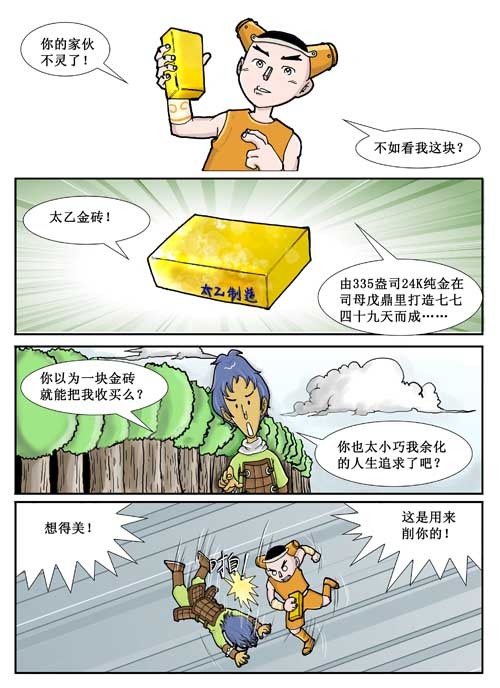 你的家伙
不灵了！
不如看我这块？
太乙金砖！
太乙制造
由335盎司24K纯金在
司母戊鼎里打造七七
四十九天而成……
你以为一块金砖
就能把我收买么？
你也太小巧我余化
的人生追求了吧？
想得美！
啪！
这是用来
削你的！